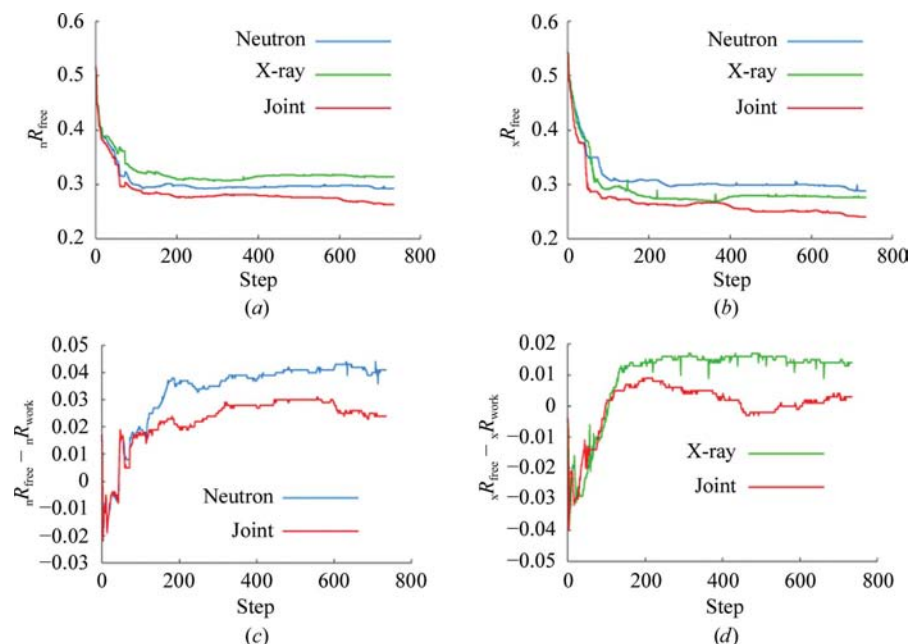 Neutron
X-ray
Joint
0.6
0.5
0.4
0.3
0.2
nRfree
0 200 400 600 800
Step
(a)
Neutron
X-ray
Joint
0.6
0.5
0.4
0.3
0.2
xRfree
0 200 400 600 800
Step
(b)
0.05
0.04
0.03
0.02
0.01
0
−0.01
−0.02
−0.03
nRfree − nRwork
Neutron
Joint
0 200 400 600 800
Step
(c)
0.02
0.01
0
−0.01
−0.02
−0.03
−0.04
−0.05
xRfree − xRwork
X-ray
Joint
0 200 400 600 800
Step
(d)